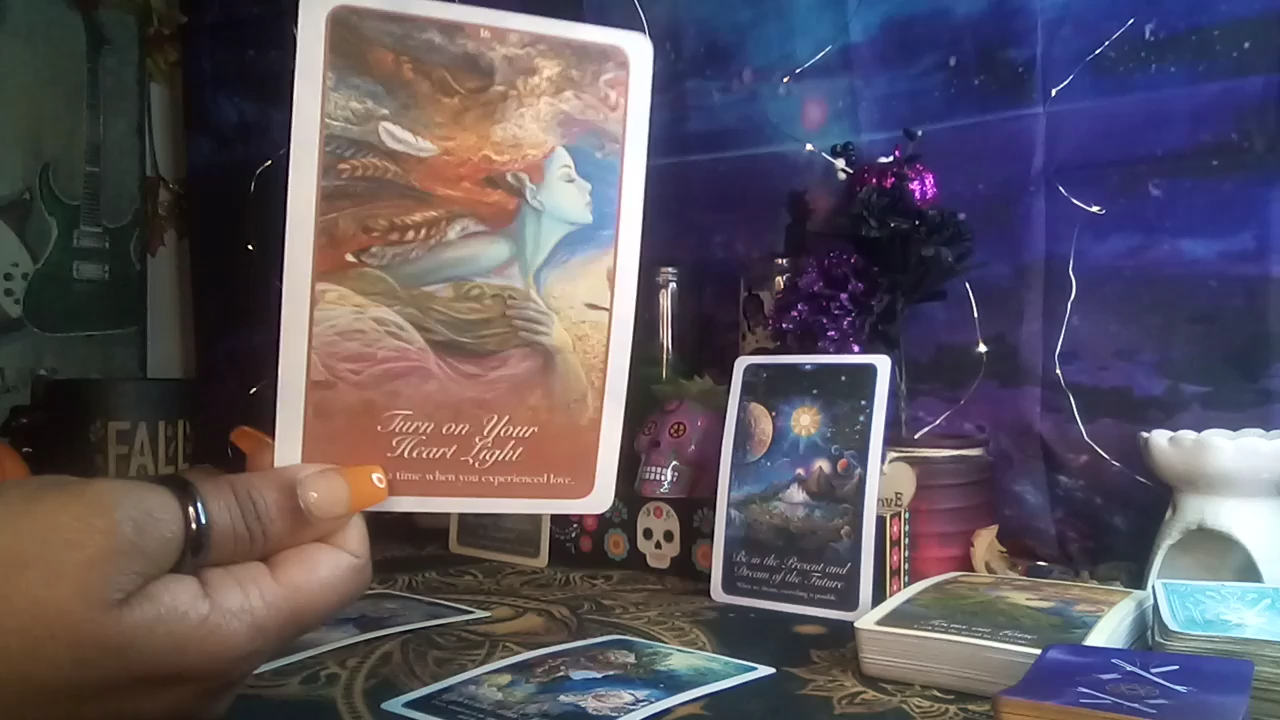 16
Turn on Your
Heart Light
a time when you experienced love.
FALL
Be in the Present and
Dream of the Future
When we dream, everything is possible.